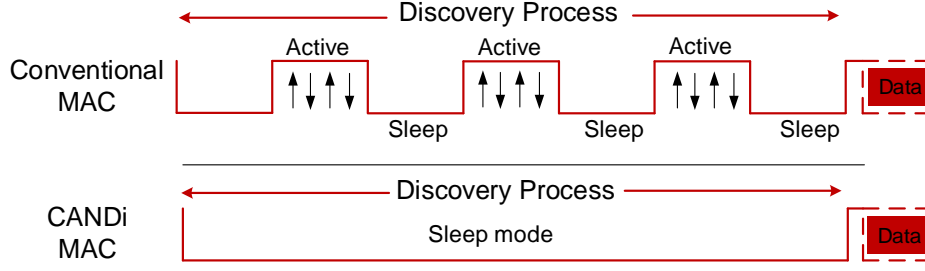 Discovery Process
Active Active Active
Conventional
MAC
Data
Sleep Sleep Sleep
Discovery Process
CANDi
MAC
Sleep mode
Data